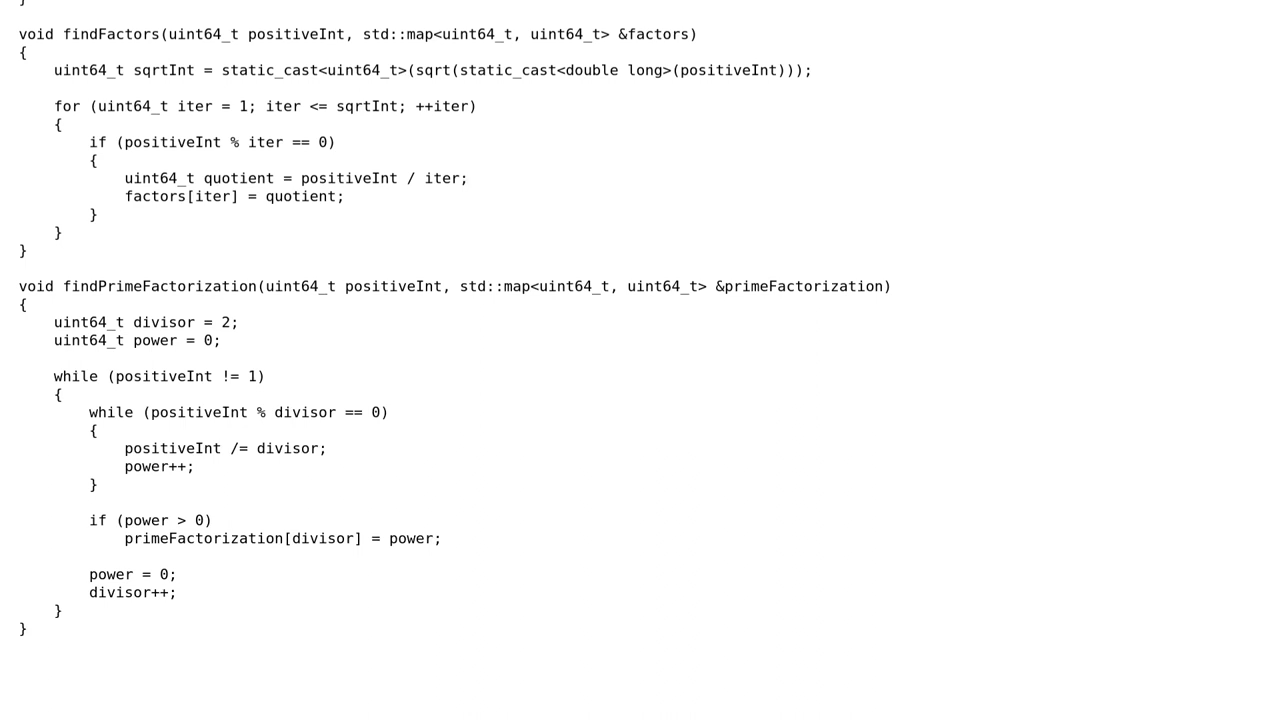 }
void findFactors(uint64_t positiveInt, std::map<uint64_t, uint64_t> &factors)
{
    uint64_t sqrtInt = static_cast<uint64_t>(sqrt(static_cast<double long>(positiveInt)));
    for (uint64_t iter = 1; iter <= sqrtInt; ++iter)
    {
        if (positiveInt % iter == 0)
        {
            uint64_t quotient = positiveInt / iter;
            factors[iter] = quotient;
        }
    }
}
void findPrimeFactorization(uint64_t positiveInt, std::map<uint64_t, uint64_t> &primeFactorization)
{
    uint64_t divisor = 2;
    uint64_t power = 0;
    while (positiveInt != 1)
    {
        while (positiveInt % divisor == 0)
        {
            positiveInt /= divisor;
            power++;
        }
        if (power > 0)
            primeFactorization[divisor] = power;
        power = 0;
        divisor++;
    }
}